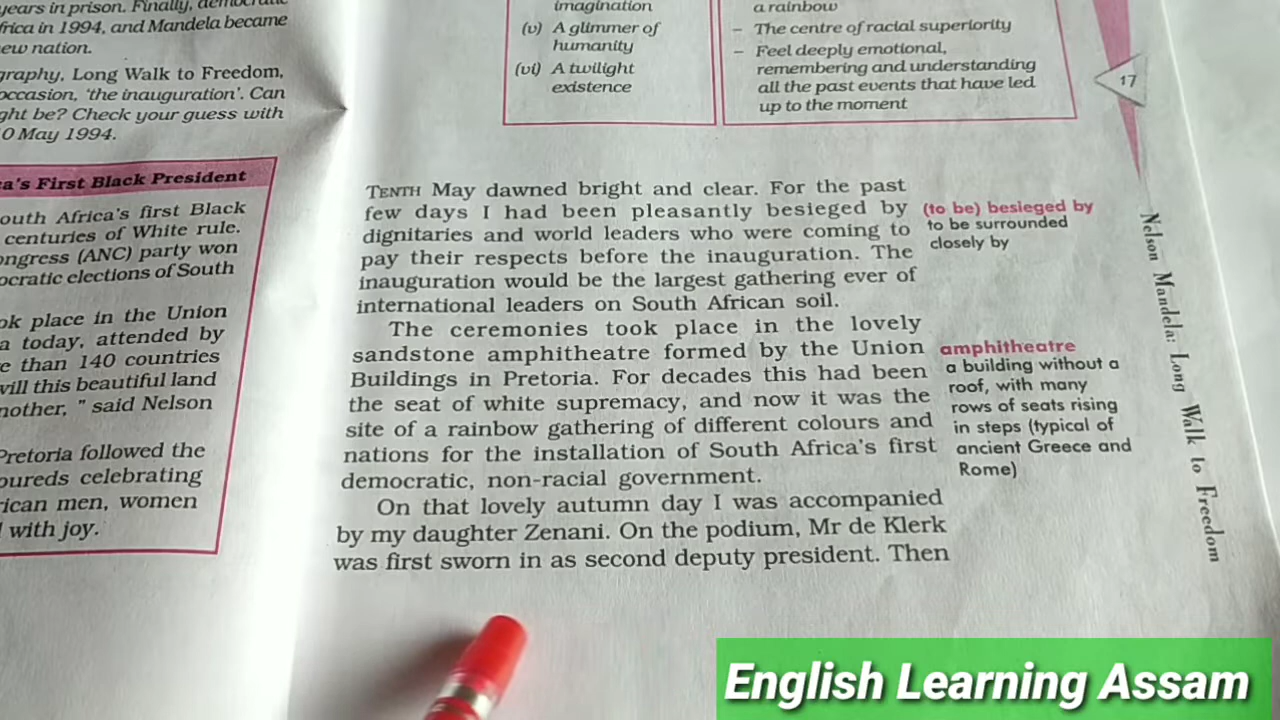 years in prison. Finally, democratic
frica in 1994, and Mandela became
ew nation.
graphy, Long Walk to Freedom,
occasion, 'the inauguration'. Can
ght be? Check your guess with
0 May 1994.
a's First Black President
outh Africa's first Black
centuries of White rule.
ongress (ANC) party won
ocratic elections of South
ok place in the Union
a today, attended by
e than 140 countries
will this beautiful land
nother, " said Nelson
Pretoria followed the
oureds celebrating
rican men, women
with joy.
imagination
(v) A glimmer of
humanity
(vi) A twilight
existence
a rainbow
– The centre of racial superiority
– Feel deeply emotional,
remembering and understanding
all the past events that have led
up to the moment
17
TENTH May dawned bright and clear. For the past
few days I had been pleasantly besieged by
dignitaries and world leaders who were coming to
pay their respects before the inauguration. The
inauguration would be the largest gathering ever of
international leaders on South African soil.
The ceremonies took place in the lovely
sandstone amphitheatre formed by the Union
Buildings in Pretoria. For decades this had been
the seat of white supremacy, and now it was the
site of a rainbow gathering of different colours and
nations for the installation of South Africa's first
democratic, non-racial government.
On that lovely autumn day I was accompanied
by my daughter Zenani. On the podium, Mr de Klerk
was first sworn in as second deputy president. Then
(to be) besieged by
to be surrounded
closely by
amphitheatre
a building without a
roof, with many
rows of seats rising
in steps (typical of
ancient Greece and
Rome)
Nelson Mandela: Long Walk to Freedom
English Learning Assam